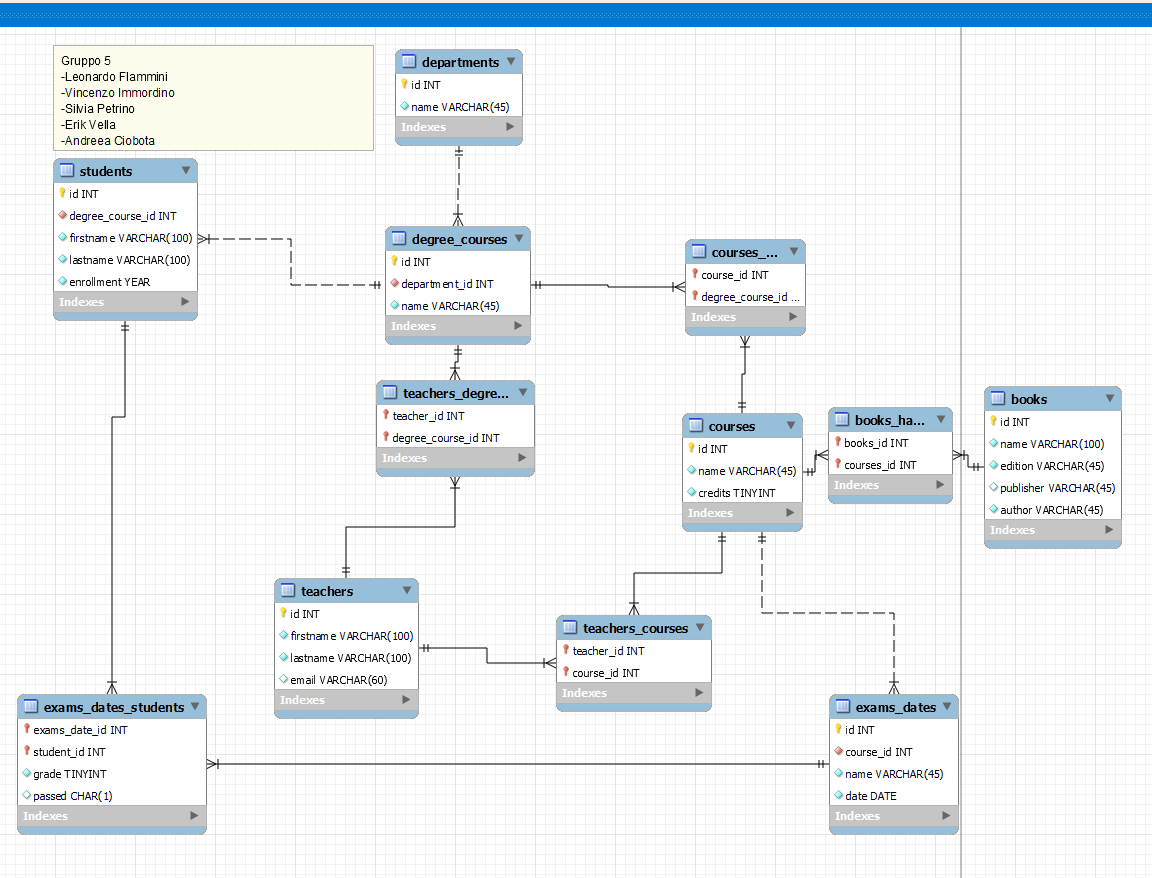 Gruppo 5
-Leonardo Flammini
-Vincenzo Immordino
-Silvia Petrino
-Erik Vella
-Andreea Ciobota
departments
id INT
name VARCHAR(45)
Indexes
students
id INT
degree_course_id INT
firstname VARCHAR(100)
lastname VARCHAR(100)
enrollment YEAR
Indexes
degree_courses
id INT
department_id INT
name VARCHAR(45)
Indexes
courses_...
course_id INT
degree_course_id ...
Indexes
teachers_degre...
teacher_id INT
degree_course_id INT
Indexes
courses
id INT
name VARCHAR(45)
credits TINYINT
Indexes
books_ha...
books_id INT
courses_id INT
Indexes
books
id INT
name VARCHAR(100)
edition VARCHAR(45)
publisher VARCHAR(45)
author VARCHAR(45)
Indexes
teachers
id INT
firstname VARCHAR(100)
lastname VARCHAR(100)
email VARCHAR(60)
Indexes
teachers_courses
teacher_id INT
course_id INT
Indexes
exams_dates_students
exams_date_id INT
student_id INT
grade TINYINT
passed CHAR(1)
Indexes
exams_dates
id INT
course_id INT
name VARCHAR(45)
date DATE
Indexes